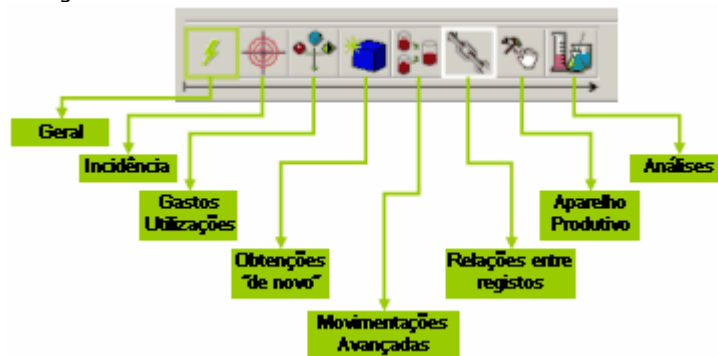 Geral
Incidência
Análises
Gastos
Utilizações
Aparelho
Produtivo
Obtenções
"de novo"
Relações entre
registos
Movimentações
Avançadas